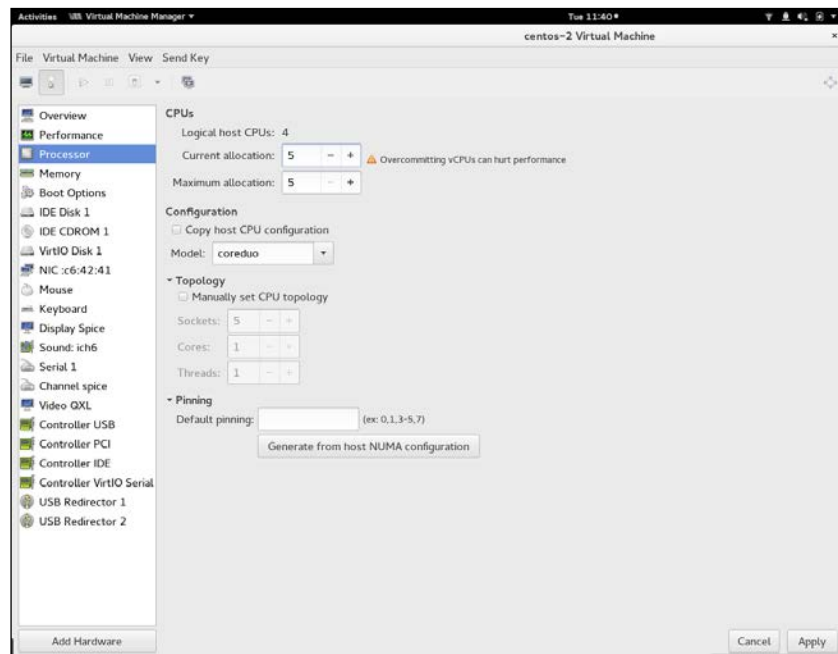 Activities Virtual Machine Manager Tue 11:40
centos-2 Virtual Machine ×
File Virtual Machine View Send Key
Overview
Performance
Processor
Memory
Boot Options
IDE Disk 1
IDE CDROM 1
VirtIO Disk 1
NIC :c6:42:41
Mouse
Keyboard
Display Spice
Sound: ich6
Serial 1
Channel spice
Video QXL
Controller USB
Controller PCI
Controller IDE
Controller VirtIO Serial
USB Redirector 1
USB Redirector 2
Add Hardware
CPUs
Logical host CPUs: 4
Current allocation: 5 - + Overcommitting vCPUs can hurt performance
Maximum allocation: 5 - +
Configuration
Copy host CPU configuration
Model: coreduo
Topology
Manually set CPU topology
Sockets: 5 - +
Cores: 1 - +
Threads: 1 - +
Pinning
Default pinning: (ex: 0,1,3-5,7)
Generate from host NUMA configuration
Cancel Apply